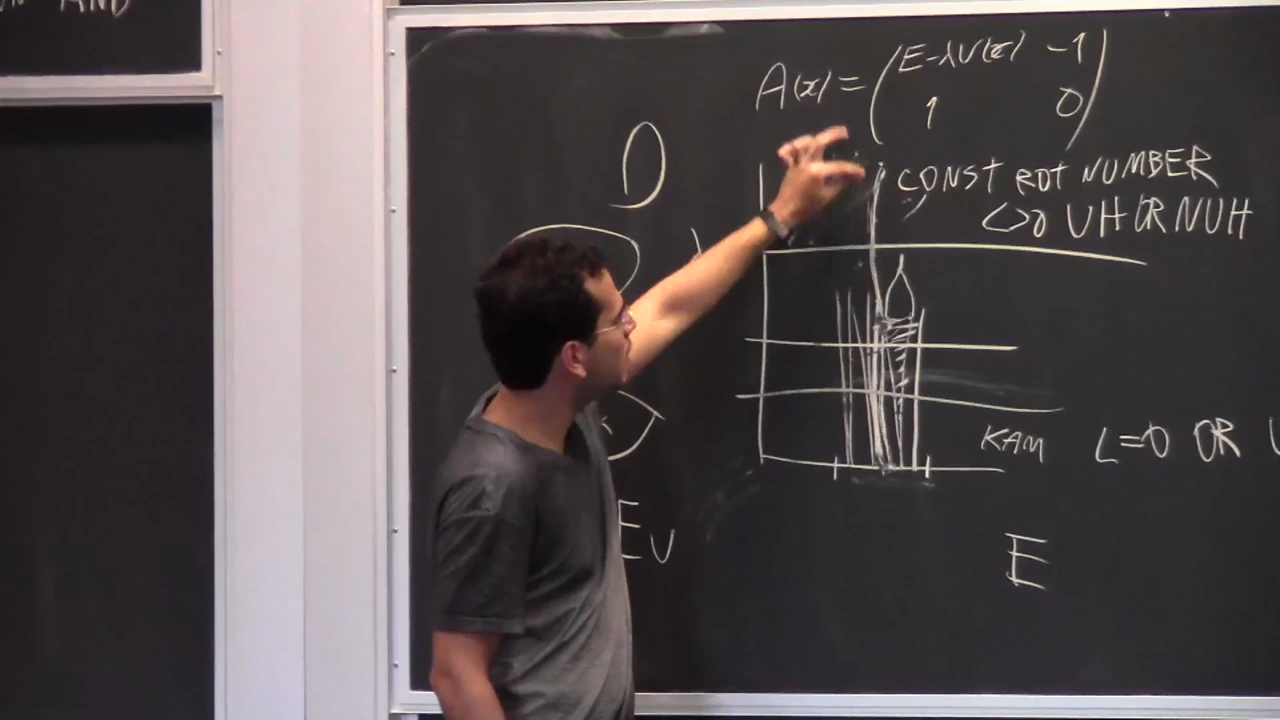 AND
A(x) = ( E-λV(x) -1
1 0 )
D
CONST ROT NUMBER
<>0 UH OR NUH
KAM L=0 OR
EV
E